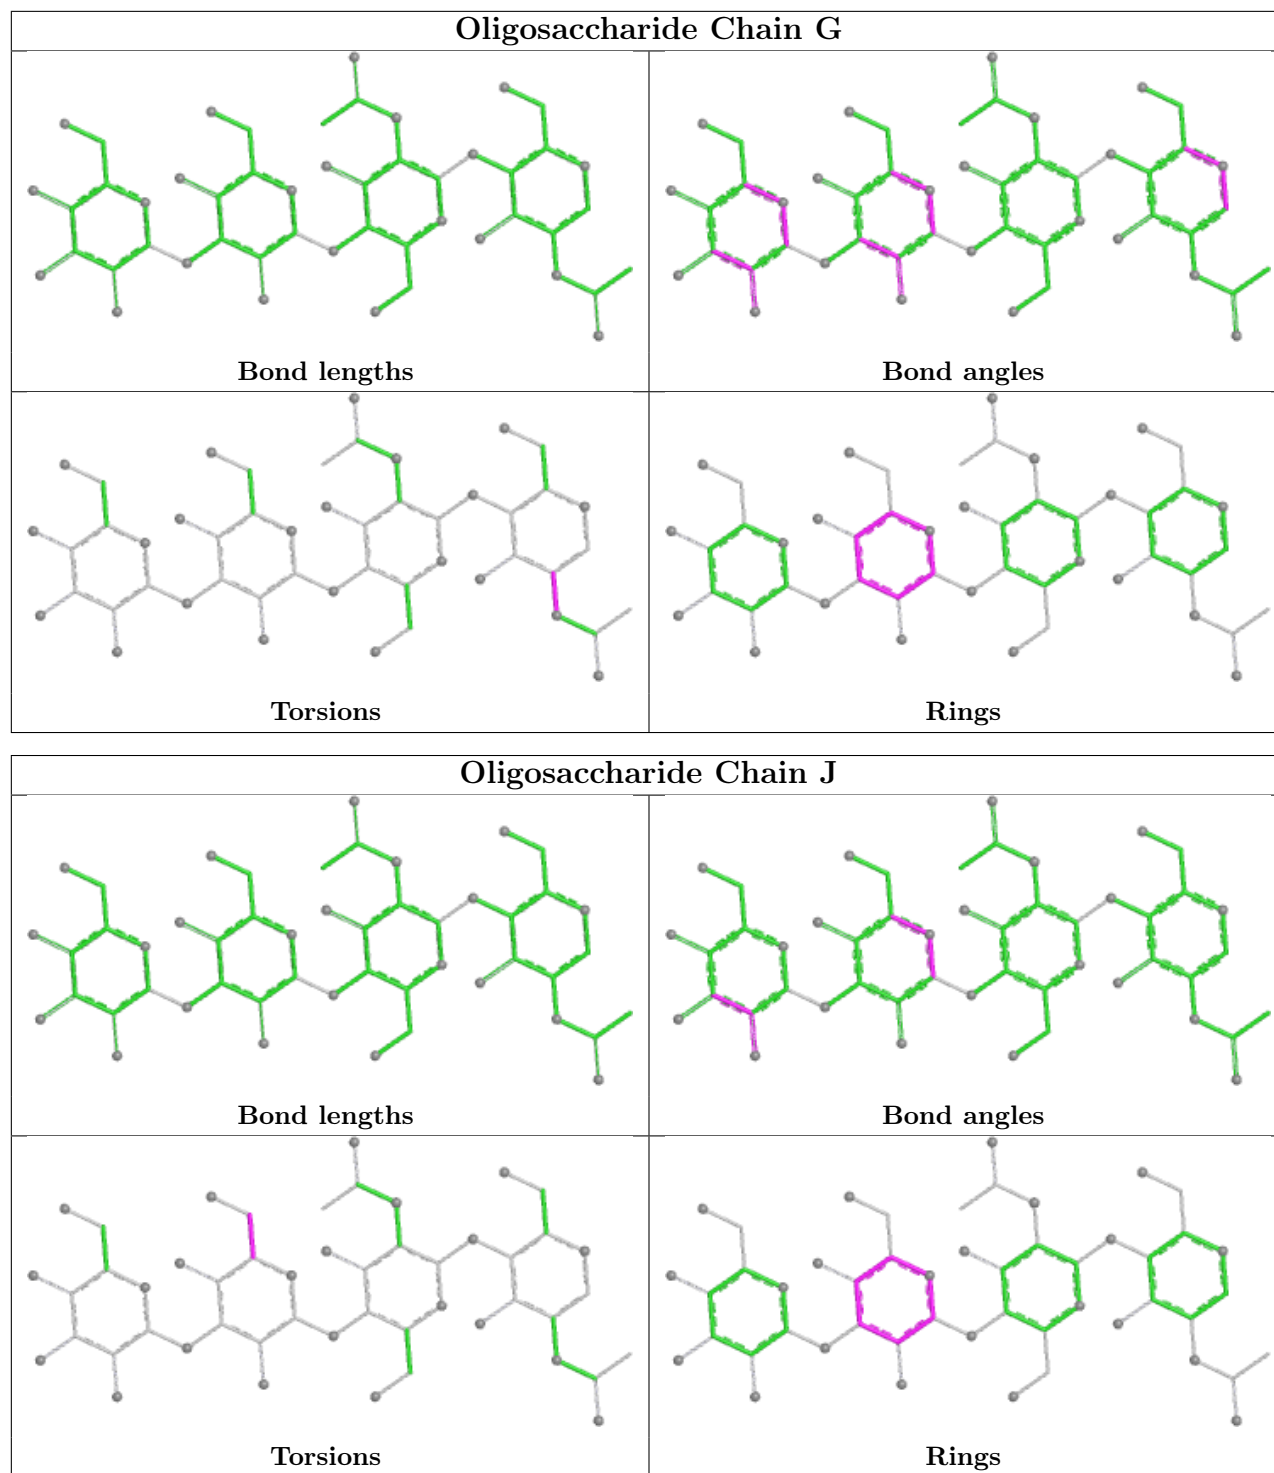 Oligosaccharide Chain G
Bond lengths
Bond angles
Torsions
Rings
Oligosaccharide Chain J
Bond lengths
Bond angles
Torsions
Rings